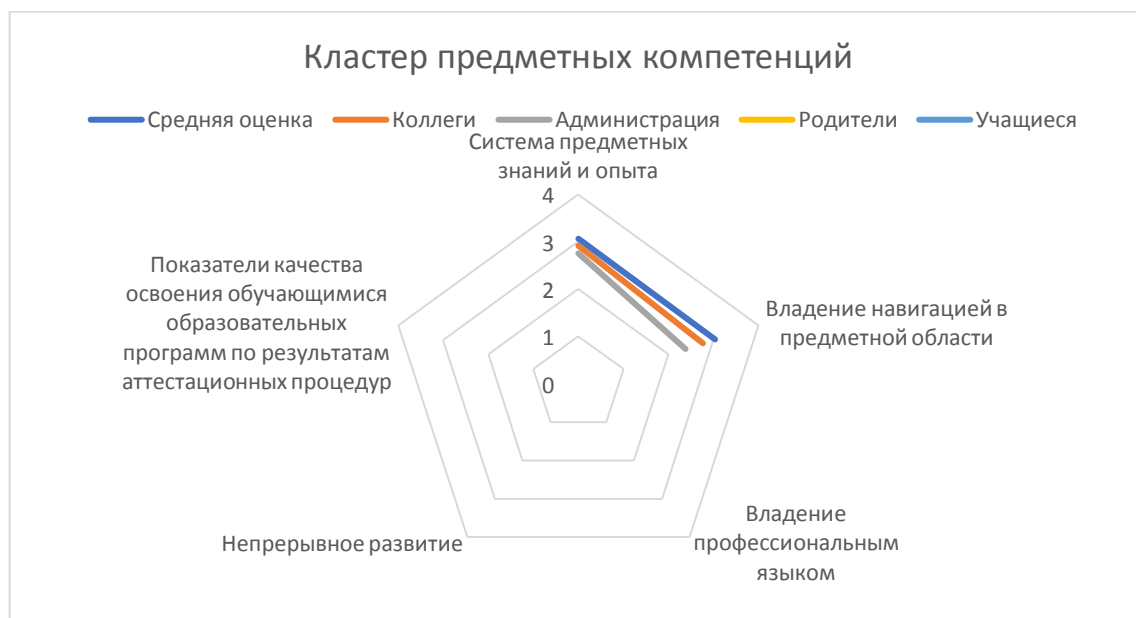 Кластер предметных компетенций
Средняя оценка Коллеги Администрация Родители Учащиеся
Система предметных
знаний и опыта
4
3
2
1
0
Владение навигацией в
предметной области
Владение
профессиональным
языком
Непрерывное развитие
Показатели качества
освоения обучающимися
образовательных
программ по результатам
аттестационных процедур